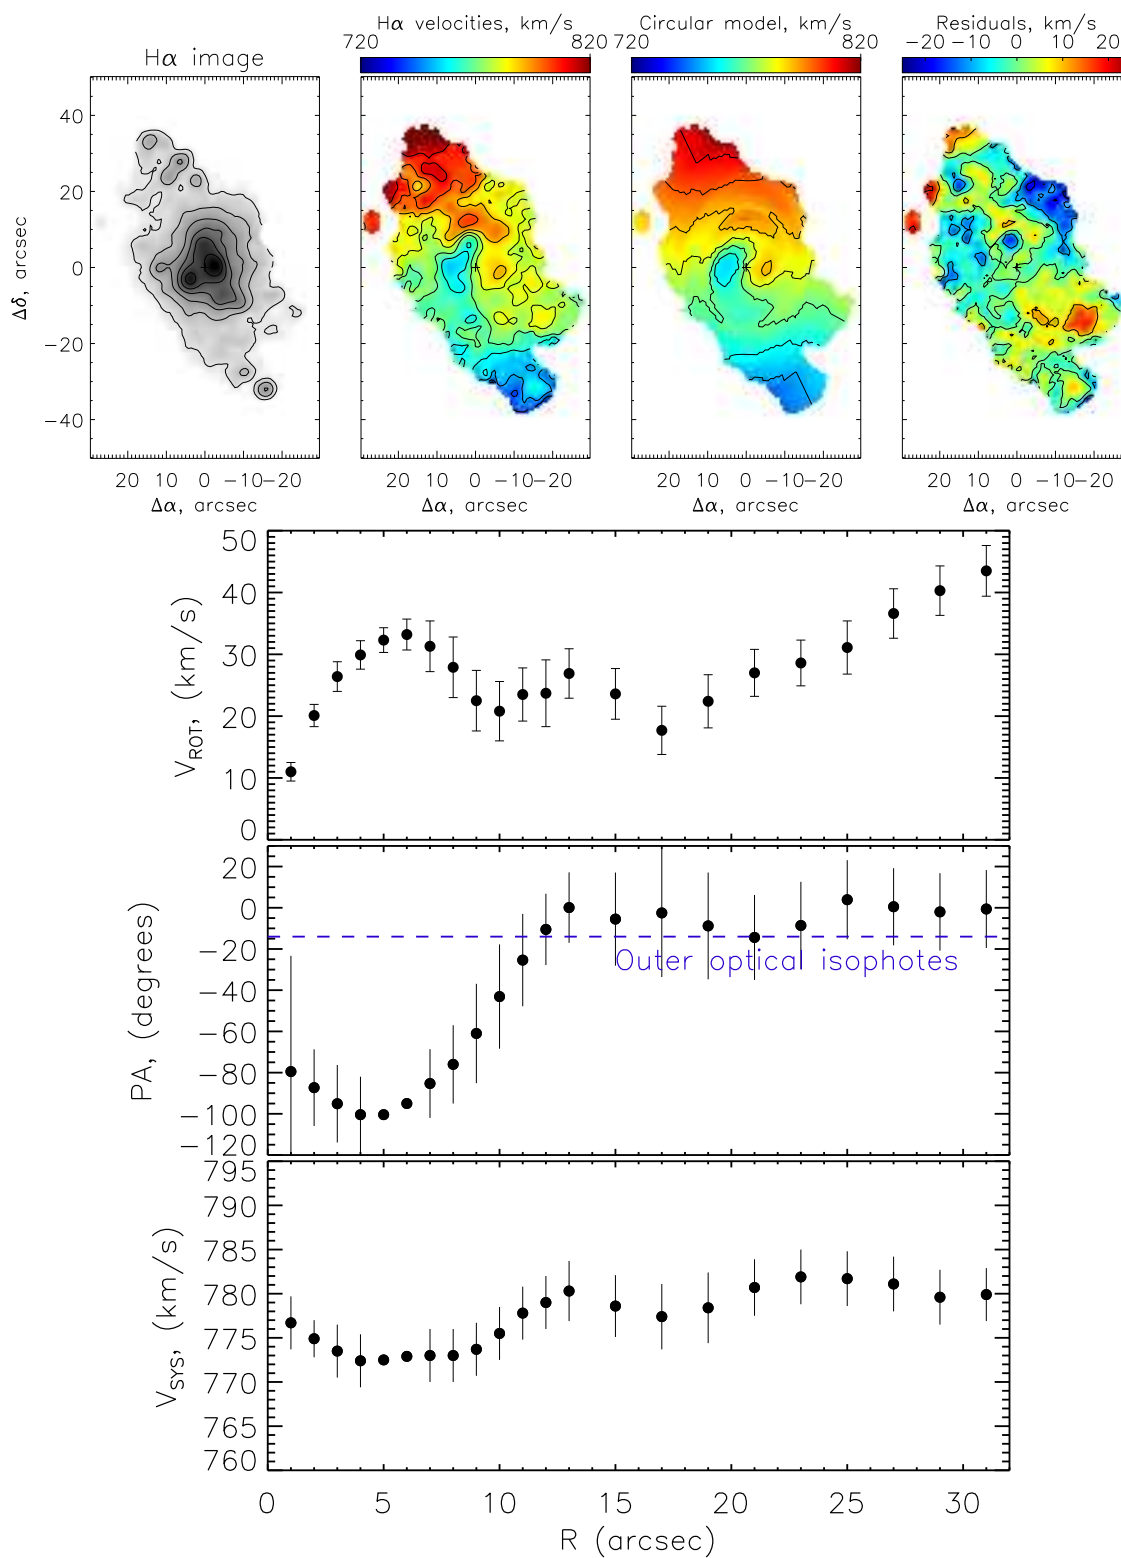 Hα image
Hα velocities, km/s
720 820
Circular model, km/s
720 820
Residuals, km/s
−20 −10 0 10 20
Δδ, arcsec
40
20
0
−20
−40
20 10 0 −10−20
Δα, arcsec
20 10 0 −10−20
Δα, arcsec
20 10 0 −10−20
Δα, arcsec
20 10 0 −10−20
Δα, arcsec
V_ROT, (km/s)
50
40
30
20
10
0
PA, (degrees)
20
0
−20
−40
−60
−80
−100
−120
Outer optical isophotes
V_SYS, (km/s)
795
790
785
780
775
770
765
760
0 5 10 15 20 25 30
R (arcsec)